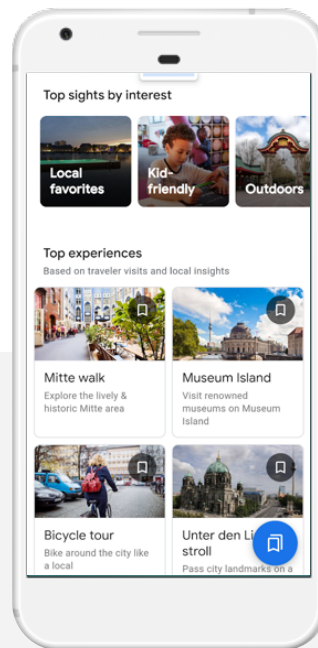 Top sights by interest
Local
favorites
Kid-
friendly
Outdoors
Top experiences
Based on traveler visits and local insights
Mitte walk
Explore the lively &
historic Mitte area
Museum Island
Visit renowned
museums on Museum
Island
Bicycle tour
Bike around the city like
a local
Unter den
stroll
Pass city landmarks on a